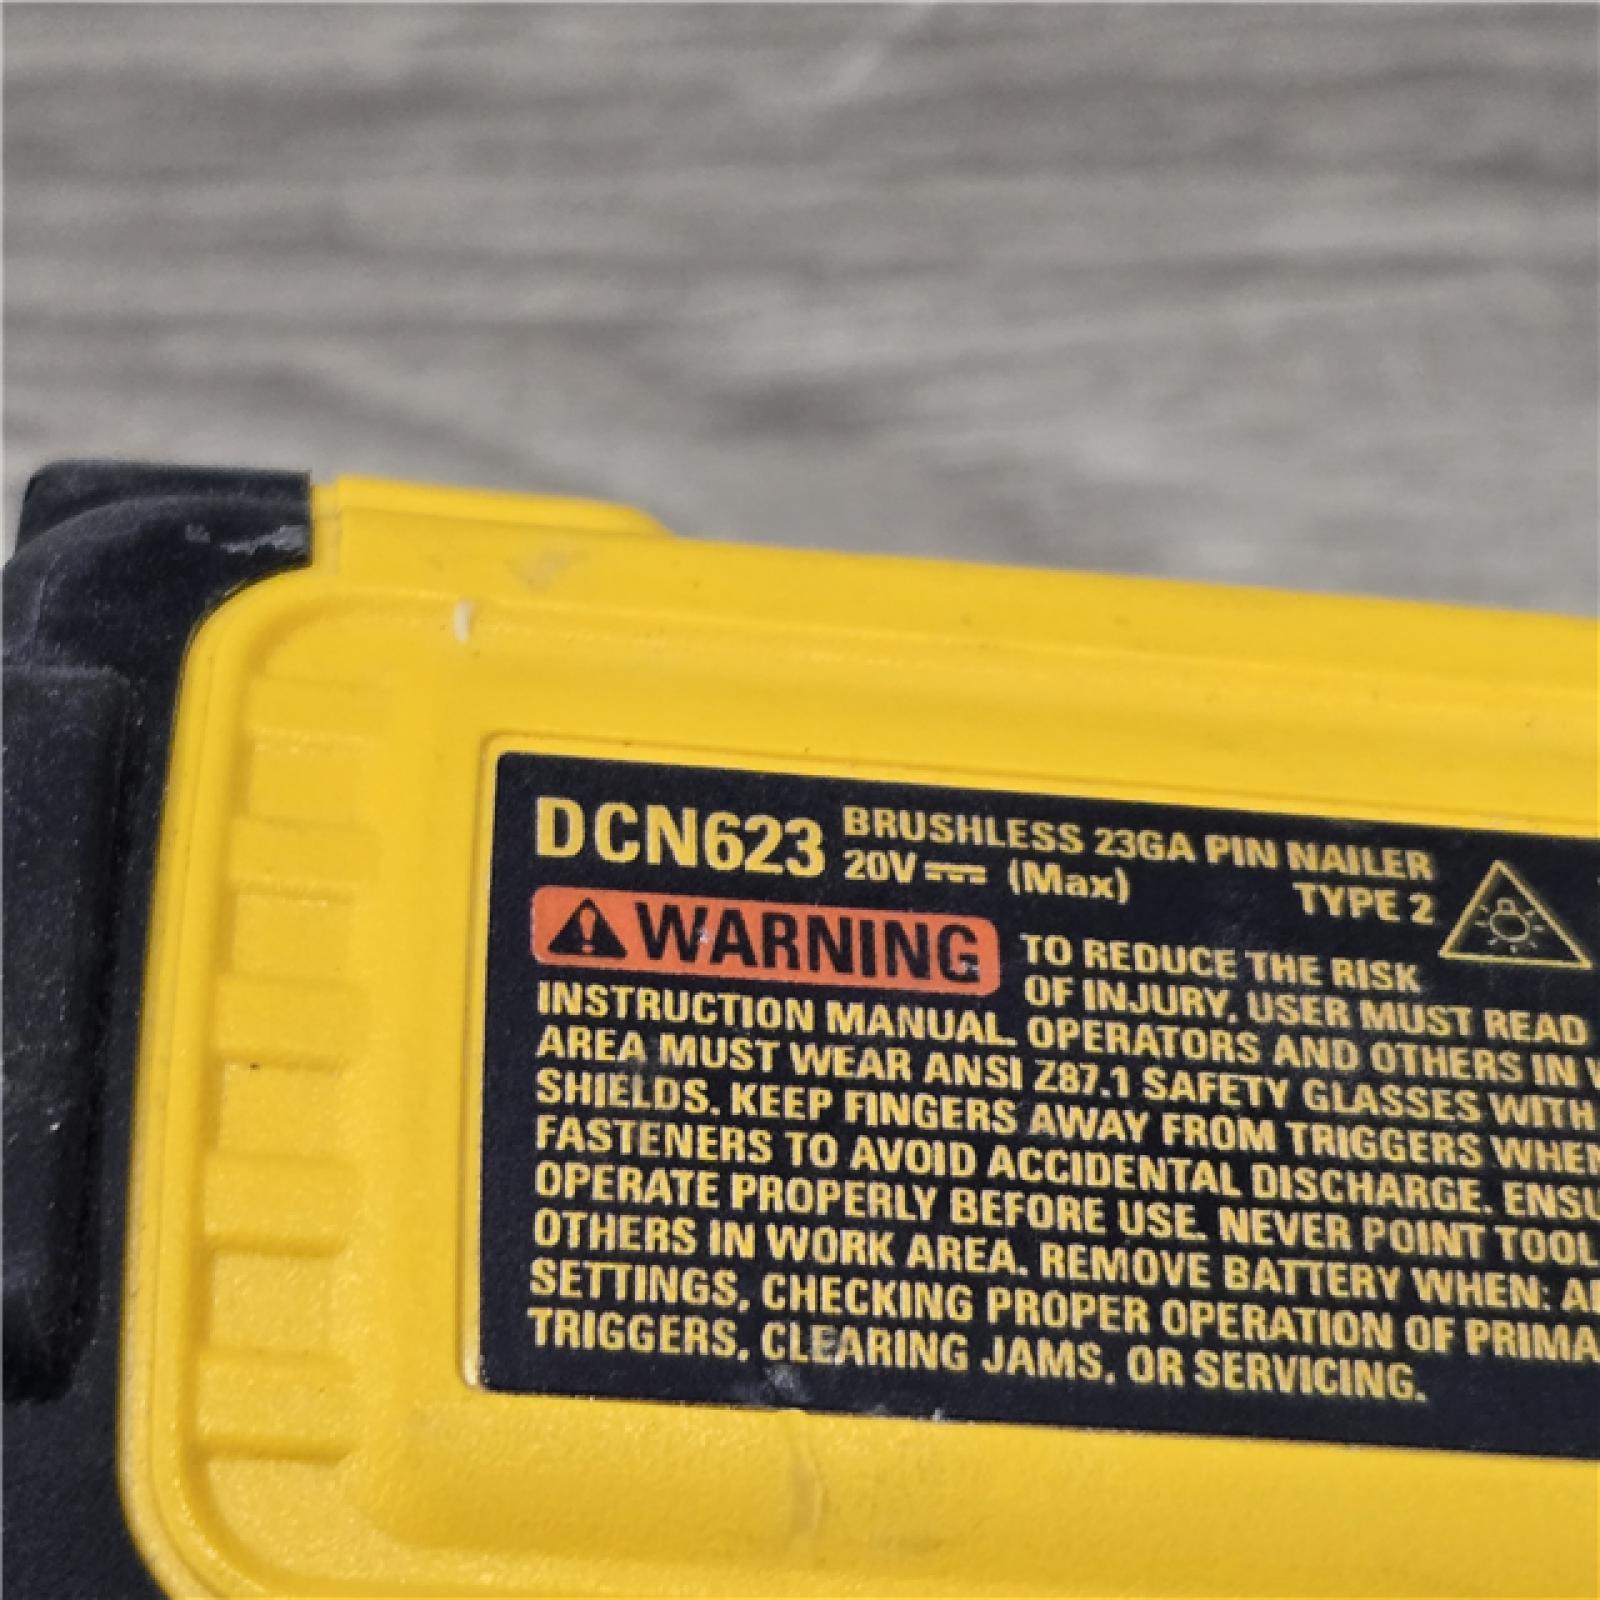 DCN623 BRUSHLESS 23GA PIN NAILER
20V (Max) TYPE 2
WARNING TO REDUCE THE RISK
OF INJURY, USER MUST READ
INSTRUCTION MANUAL. OPERATORS AND OTHERS IN
AREA MUST WEAR ANSI Z87.1 SAFETY GLASSES WITH
SHIELDS. KEEP FINGERS AWAY FROM TRIGGERS WHEN
FASTENERS TO AVOID ACCIDENTAL DISCHARGE. ENSU
OPERATE PROPERLY BEFORE USE. NEVER POINT TOOL
OTHERS IN WORK AREA. REMOVE BATTERY WHEN:
SETTINGS, CHECKING PROPER OPERATION OF PRIMA
TRIGGERS, CLEARING JAMS, OR SERVICING.